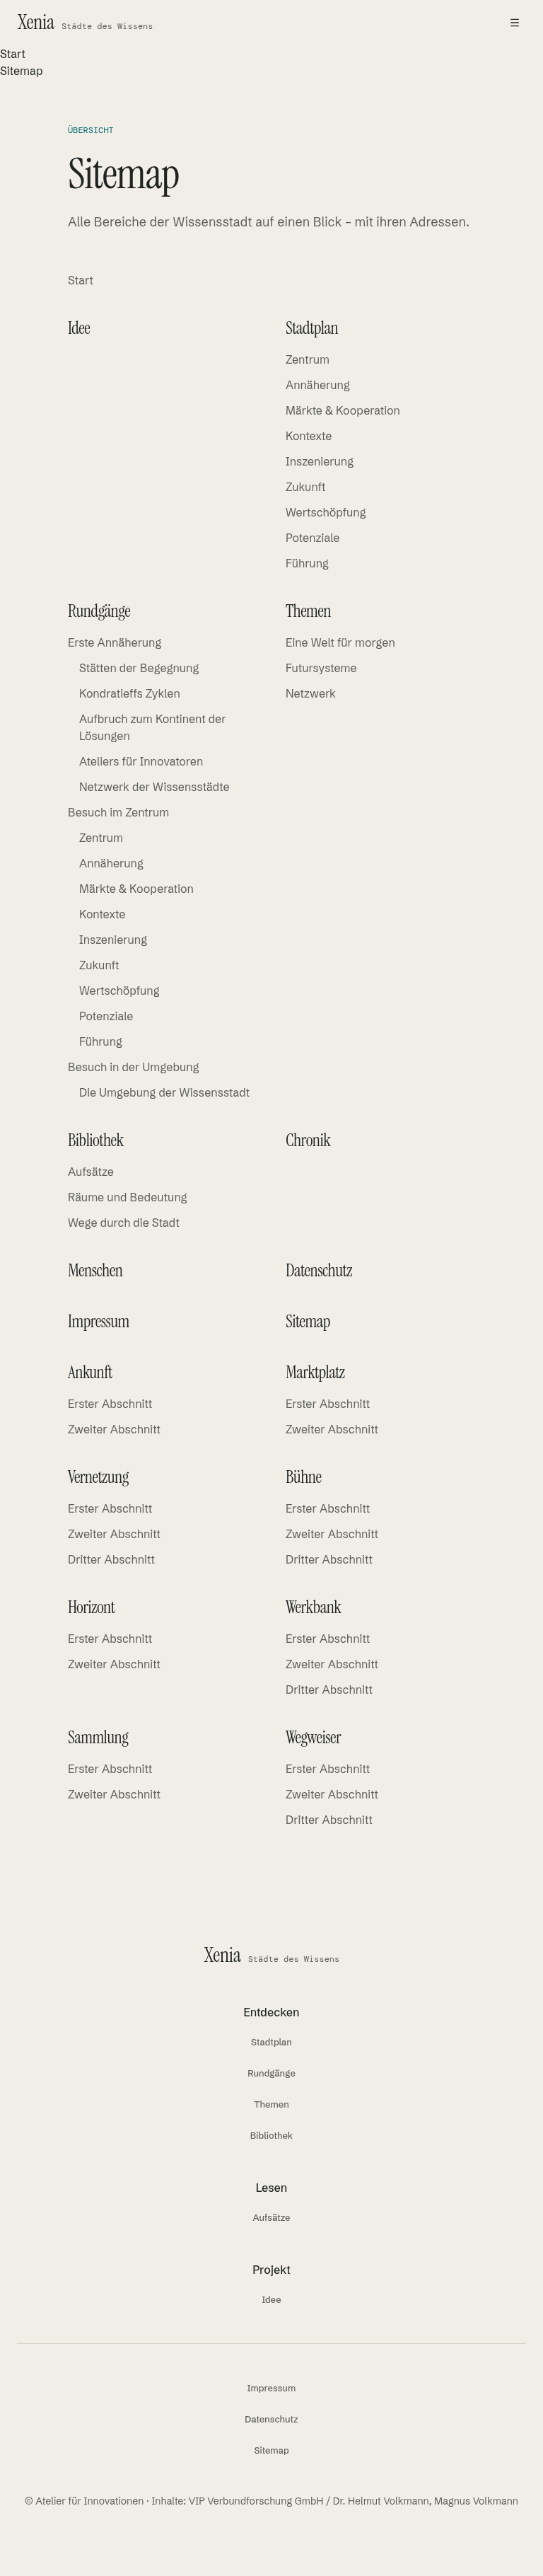 Xenia Städte des Wissens
☰
Start
Sitemap
ÜBERSICHT
Sitemap
Alle Bereiche der Wissensstadt auf einen Blick – mit ihren Adressen.
Start
Idee
Stadtplan
Zentrum
Annäherung
Märkte & Kooperation
Kontexte
Inszenierung
Zukunft
Wertschöpfung
Potenziale
Führung
Rundgänge
Erste Annäherung
Stätten der Begegnung
Kondratieffs Zyklen
Aufbruch zum Kontinent der
Lösungen
Ateliers für Innovatoren
Netzwerk der Wissensstädte
Besuch im Zentrum
Zentrum
Annäherung
Märkte & Kooperation
Kontexte
Inszenierung
Zukunft
Wertschöpfung
Potenziale
Führung
Besuch in der Umgebung
Die Umgebung der Wissensstadt
Themen
Eine Welt für morgen
Futursysteme
Netzwerk
Bibliothek
Aufsätze
Räume und Bedeutung
Wege durch die Stadt
Chronik
Menschen
Datenschutz
Impressum
Sitemap
Ankunft
Erster Abschnitt
Zweiter Abschnitt
Marktplatz
Erster Abschnitt
Zweiter Abschnitt
Vernetzung
Erster Abschnitt
Zweiter Abschnitt
Dritter Abschnitt
Bühne
Erster Abschnitt
Zweiter Abschnitt
Dritter Abschnitt
Horizont
Erster Abschnitt
Zweiter Abschnitt
Werkbank
Erster Abschnitt
Zweiter Abschnitt
Dritter Abschnitt
Sammlung
Erster Abschnitt
Zweiter Abschnitt
Wegweiser
Erster Abschnitt
Zweiter Abschnitt
Dritter Abschnitt
Xenia Städte des Wissens
Entdecken
Stadtplan
Rundgänge
Themen
Bibliothek
Lesen
Aufsätze
Projekt
Idee
Impressum
Datenschutz
Sitemap
© Atelier für Innovationen · Inhalte: VIP Verbundforschung GmbH / Dr. Helmut Volkmann, Magnus Volkmann